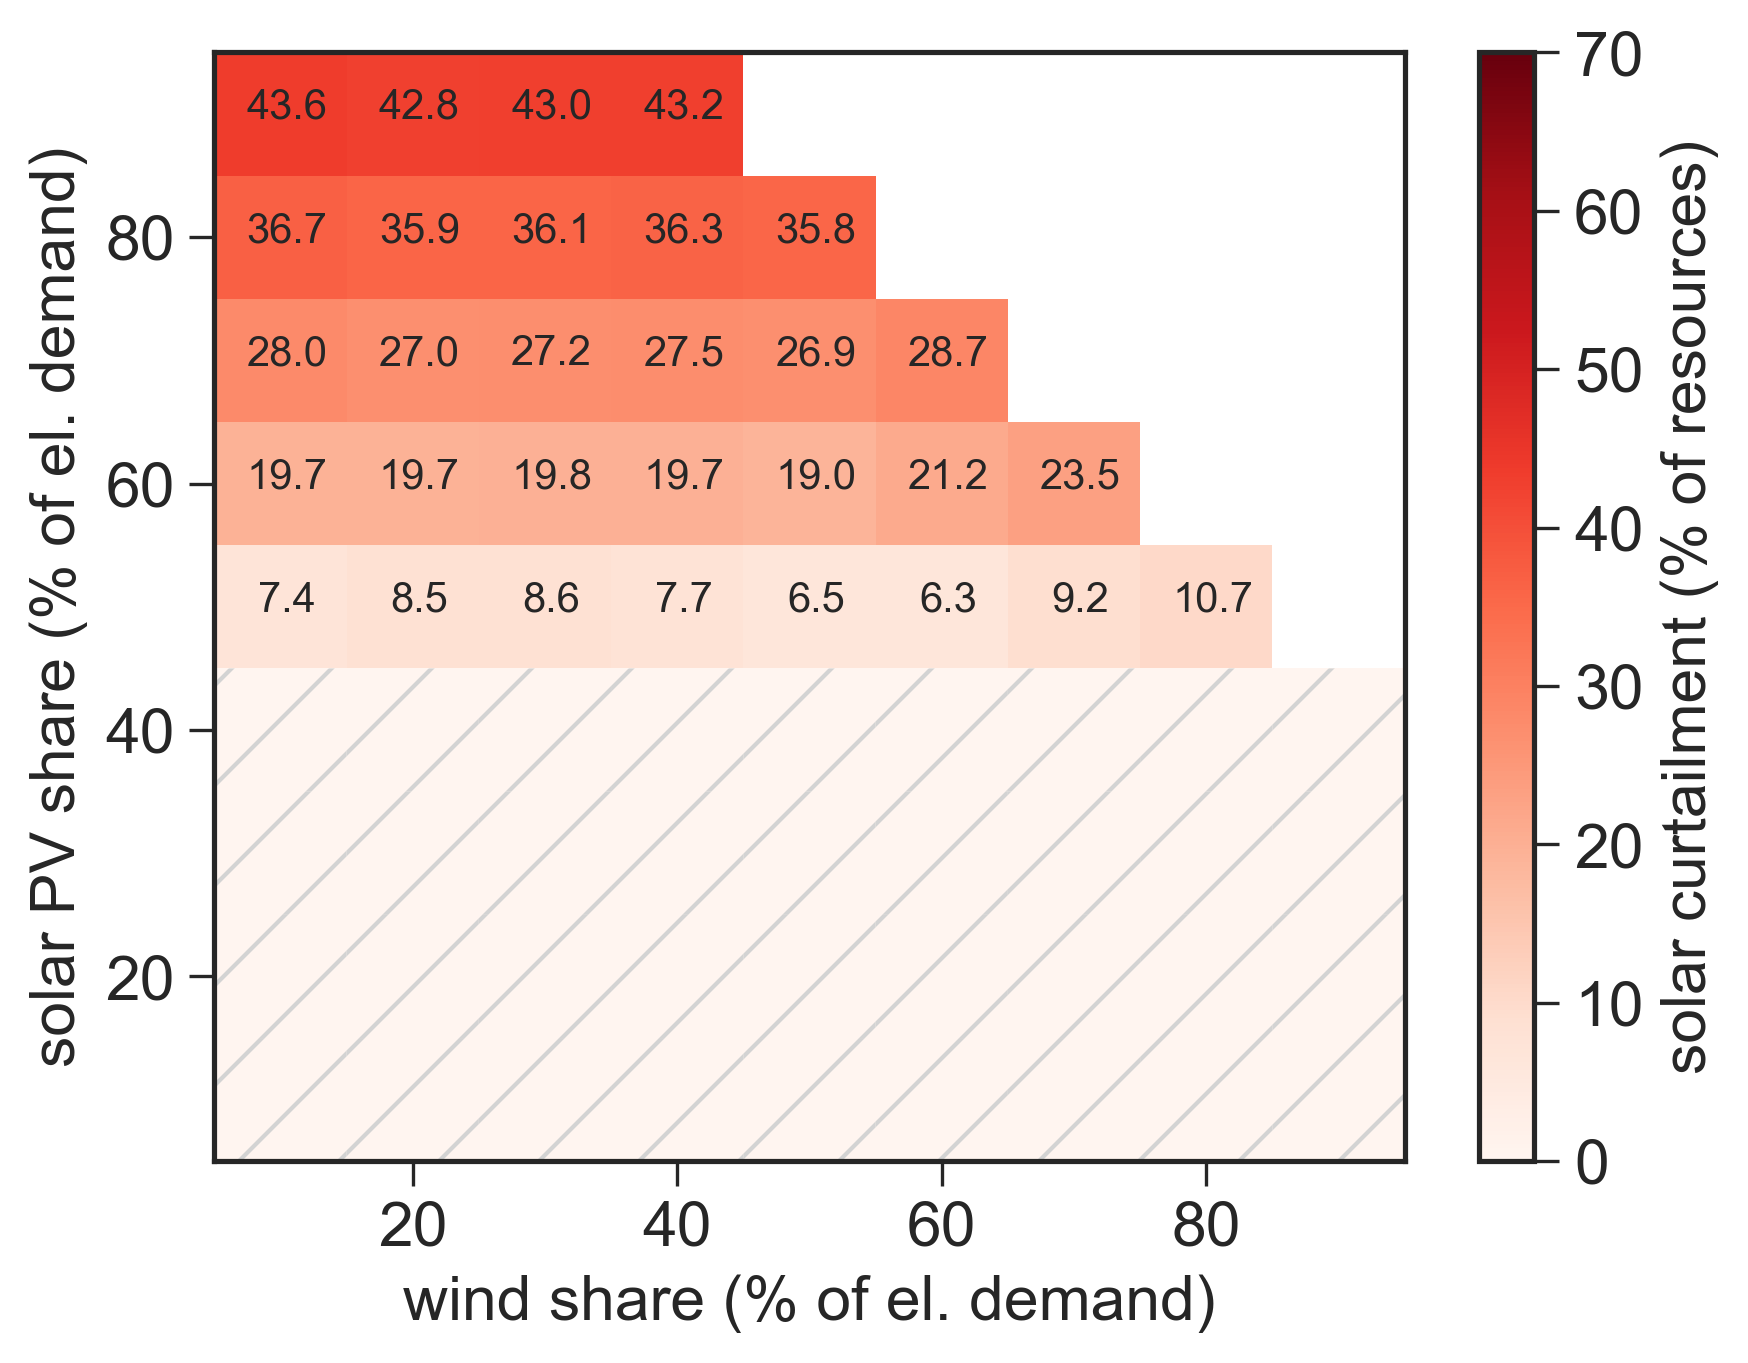 solar PV share (% of el. demand)
80
60
40
20
43.6 42.8 43.0 43.2
36.7 35.9 36.1 36.3 35.8
28.0 27.0 27.2 27.5 26.9 28.7
19.7 19.7 19.8 19.7 19.0 21.2 23.5
7.4 8.5 8.6 7.7 6.5 6.3 9.2 10.7
20 40 60 80
wind share (% of el. demand)
70
60
50
40
30
20
10
0
solar curtailment (% of resources)